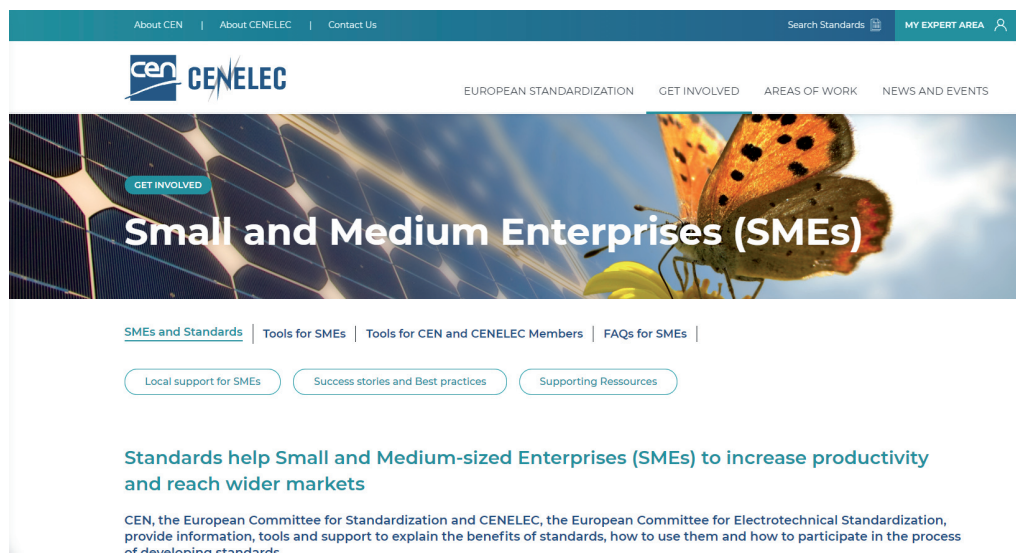 About CEN | About CENELEC | Contact Us Search Standards MY EXPERT AREA
cen CENELEC
EUROPEAN STANDARDIZATION GET INVOLVED AREAS OF WORK NEWS AND EVENTS
GET INVOLVED
Small and Medium Enterprises (SMEs)
SMEs and Standards | Tools for SMEs | Tools for CEN and CENELEC Members | FAQs for SMEs |
Local support for SMEs Success stories and Best practices Supporting Ressources
Standards help Small and Medium-sized Enterprises (SMEs) to increase productivity
and reach wider markets
CEN, the European Committee for Standardization and CENELEC, the European Committee for Electrotechnical Standardization,
provide information, tools and support to explain the benefits of standards, how to use them and how to participate in the process
of developing standards